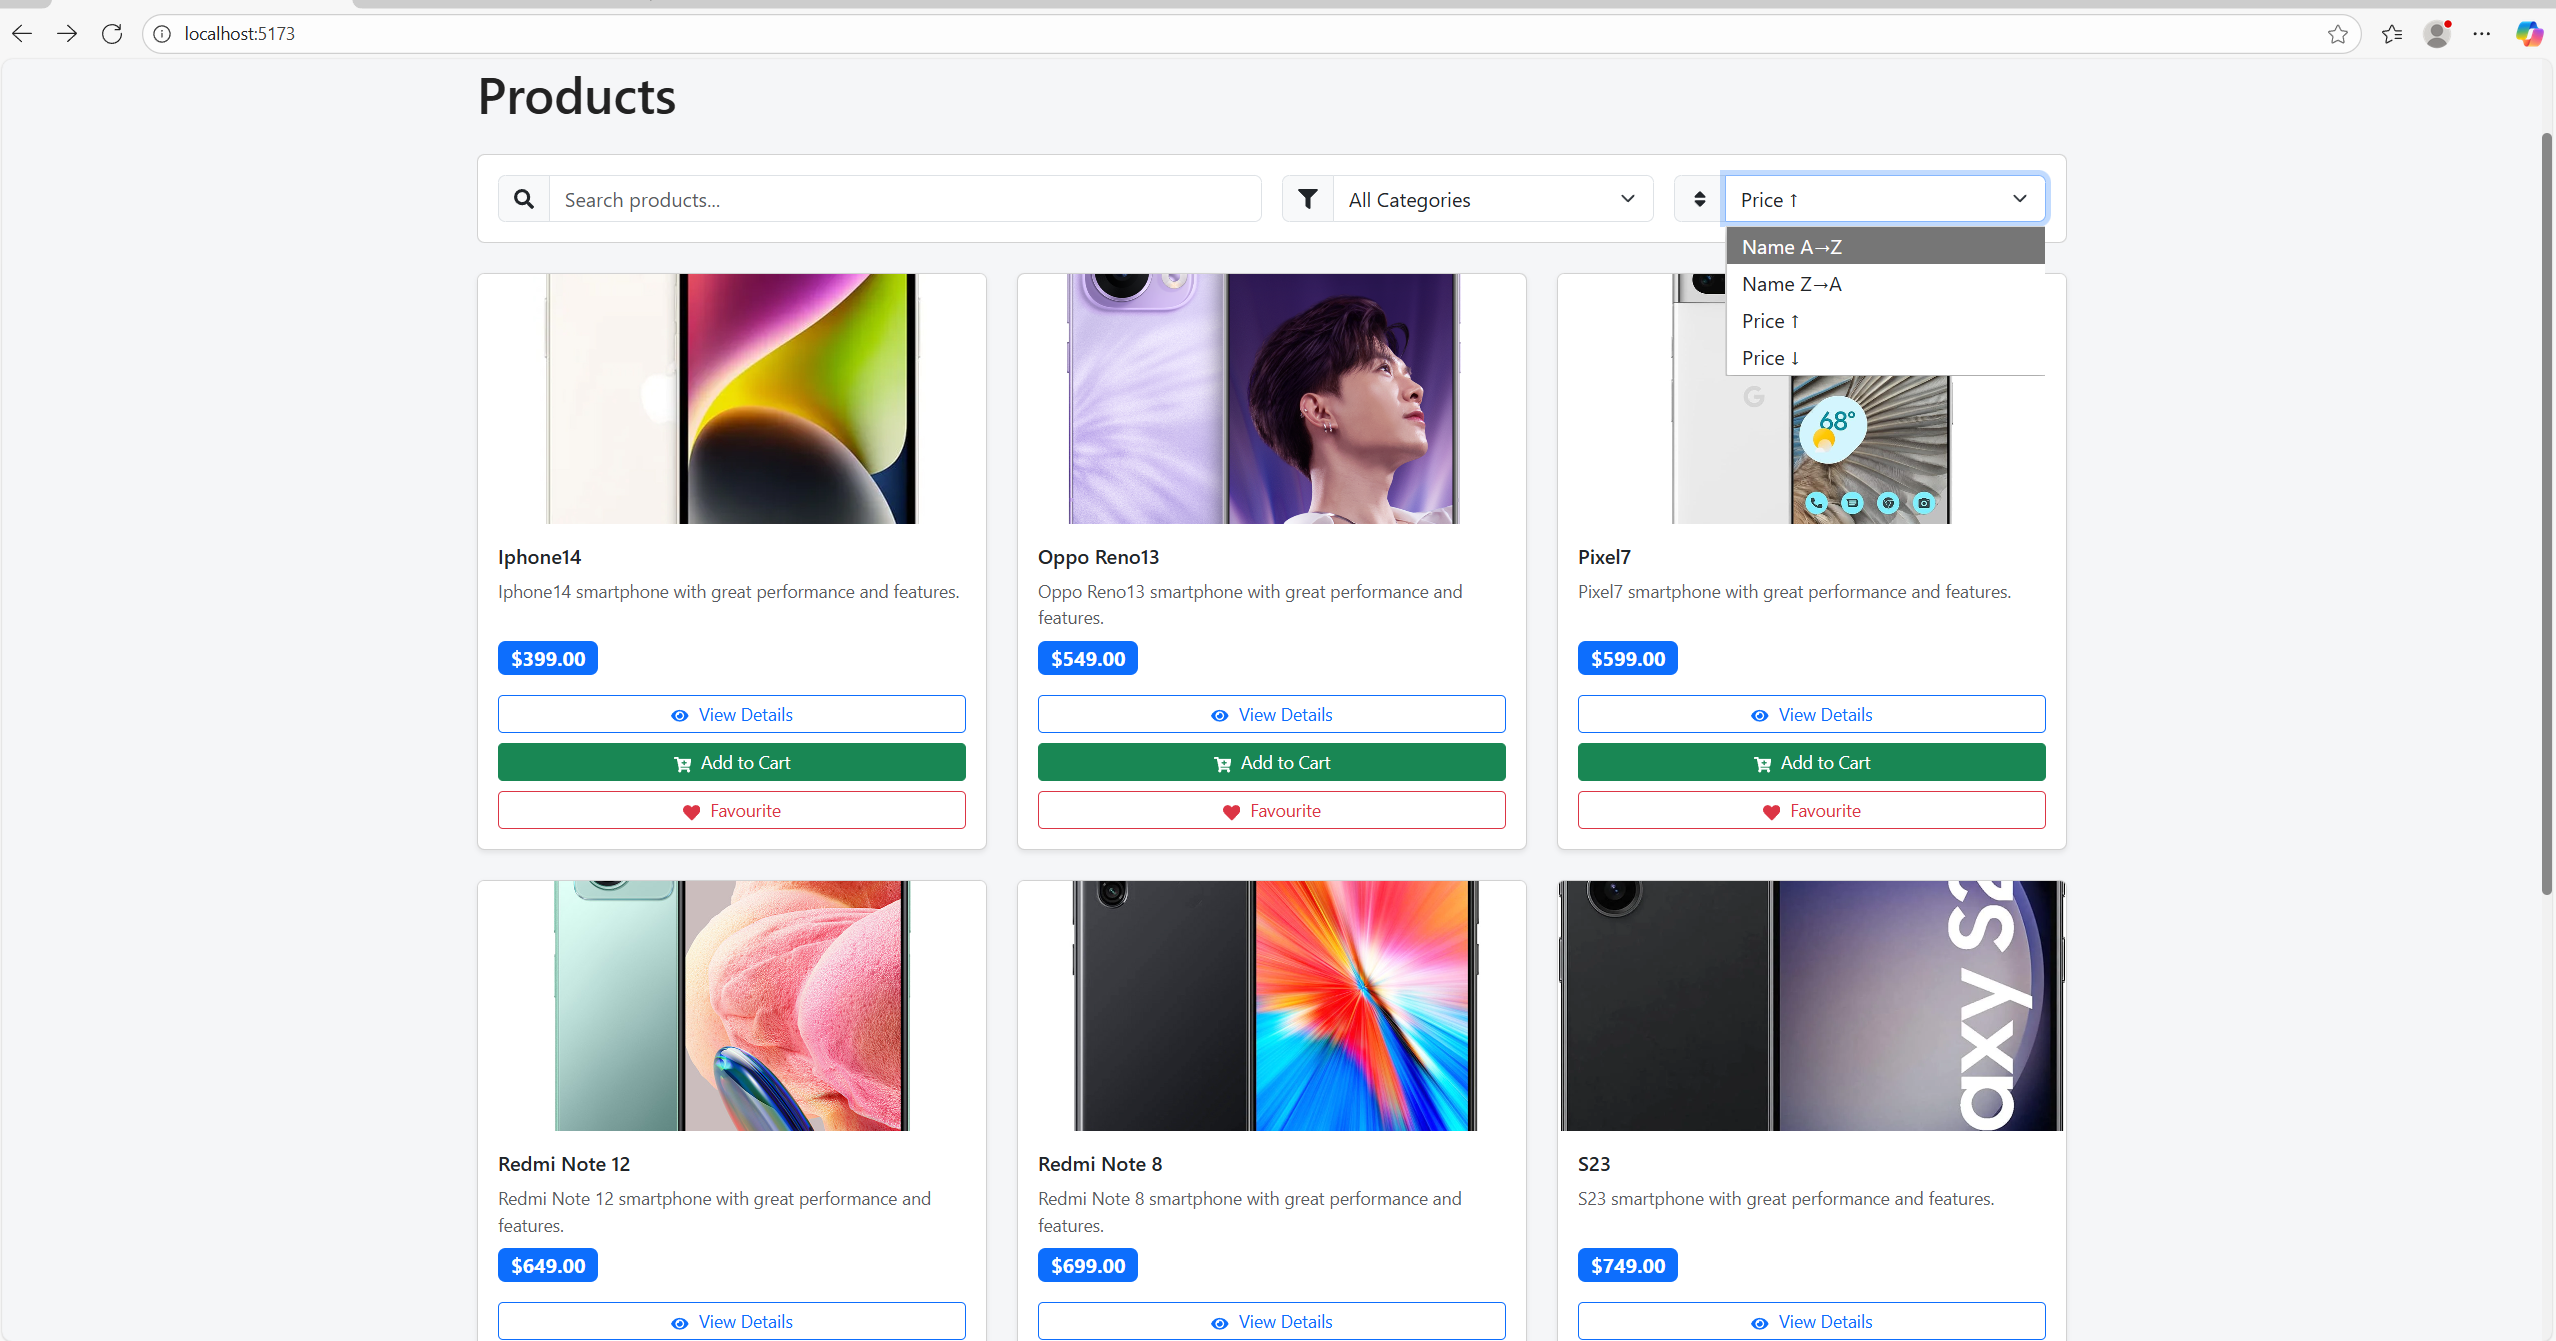 localhost:5173
Products
Search products...
All Categories
Price ↑
Name A→Z
Name Z→A
Price ↑
Price ↓
G
68°
Iphone14
Oppo Reno13
Pixel7
Iphone14 smartphone with great performance and features.
Oppo Reno13 smartphone with great performance and
features.
Pixel7 smartphone with great performance and features.
$399.00
$549.00
$599.00
View Details
View Details
View Details
Add to Cart
Add to Cart
Add to Cart
Favourite
Favourite
Favourite
axy S2
Redmi Note 12
Redmi Note 8
S23
Redmi Note 12 smartphone with great performance and
features.
Redmi Note 8 smartphone with great performance and
features.
S23 smartphone with great performance and features.
$649.00
$699.00
$749.00
View Details
View Details
View Details